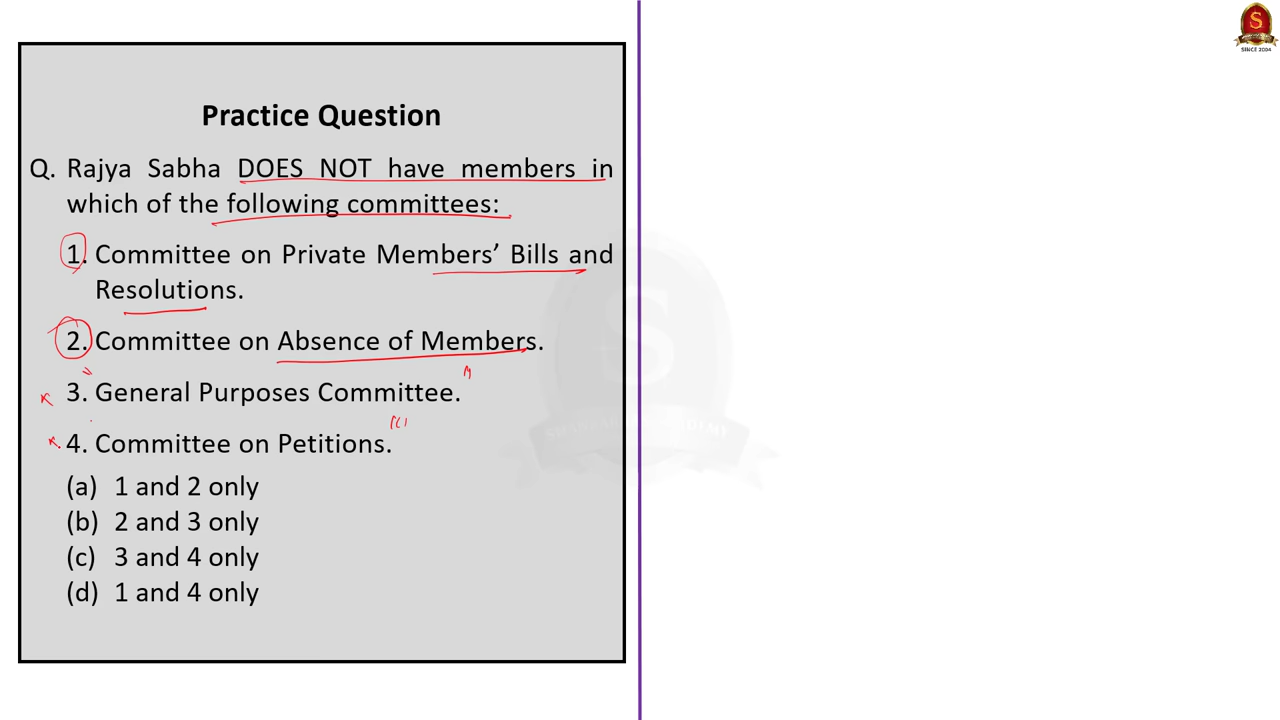 Practice Question
Q. Rajya Sabha DOES NOT have members in
which of the following committees:
1. Committee on Private Members’ Bills and
Resolutions.
2. Committee on Absence of Members.
3. General Purposes Committee.
4. Committee on Petitions.
(a) 1 and 2 only
(b) 2 and 3 only
(c) 3 and 4 only
(d) 1 and 4 only
S
SINCE 2004